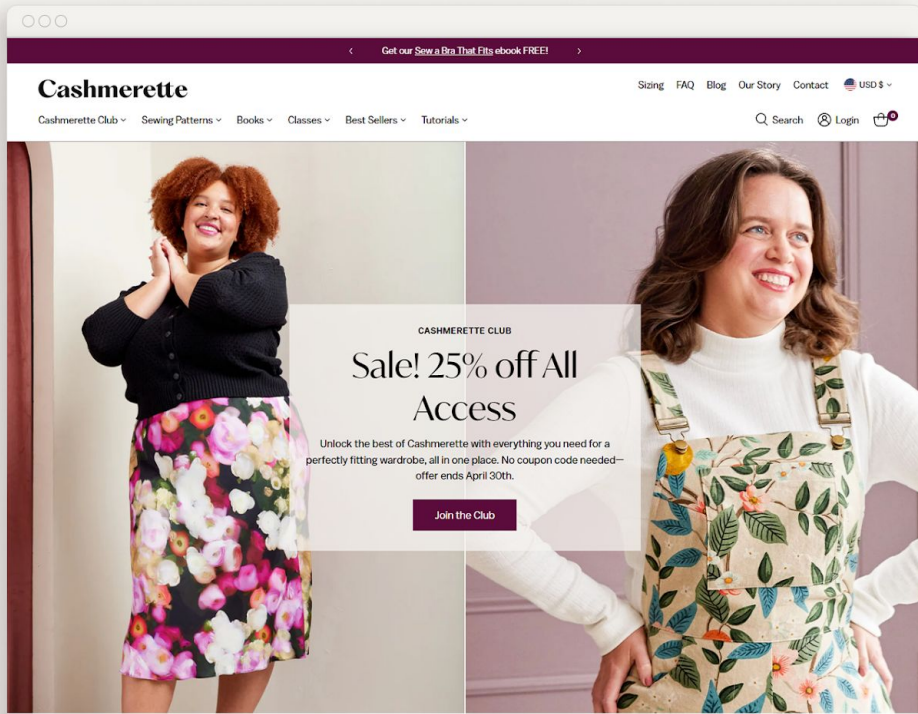 Get our Sew a Bra That Fits ebook FREE!
Cashmerette
Sizing FAQ Blog Our Story Contact USD $
Cashmerette Club Sewing Patterns Books Classes Best Sellers Tutorials
Search Login 0
CASHMERETTE CLUB
Sale! 25% off All
Access
Unlock the best of Cashmerette with everything you need for a
perfectly fitting wardrobe, all in one place. No coupon code needed—
offer ends April 30th.
Join the Club